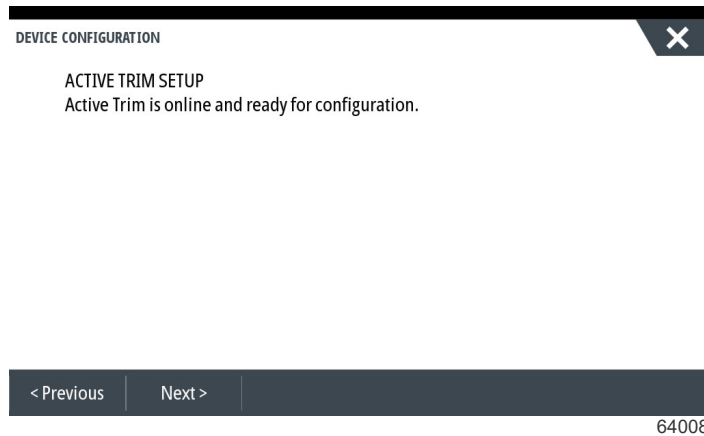 DEVICE CONFIGURATION
ACTIVE TRIM SETUP
Active Trim is online and ready for configuration.
< Previous Next >
64008